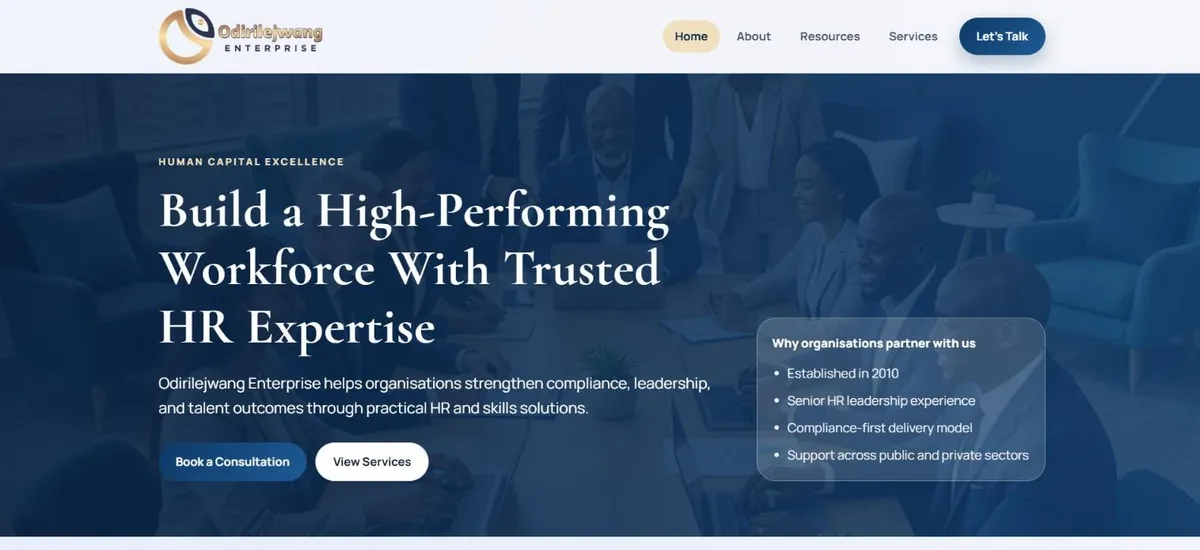 Odirilejwang
ENTERPRISE
Home
About
Resources
Services
Let's Talk
HUMAN CAPITAL EXCELLENCE
Build a High-Performing
Workforce With Trusted
HR Expertise
Odirilejwang Enterprise helps organisations strengthen compliance, leadership,
and talent outcomes through practical HR and skills solutions.
Book a Consultation
View Services
Why organisations partner with us
Established in 2010
Senior HR leadership experience
Compliance-first delivery model
Support across public and private sectors